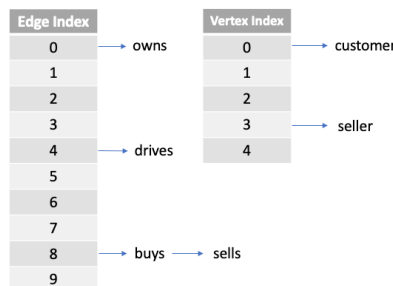 Edge Index
0 owns
1
2
3
4 drives
5
6
7
8 buys sells
9
Vertex Index
0 customer
1
2
3 seller
4